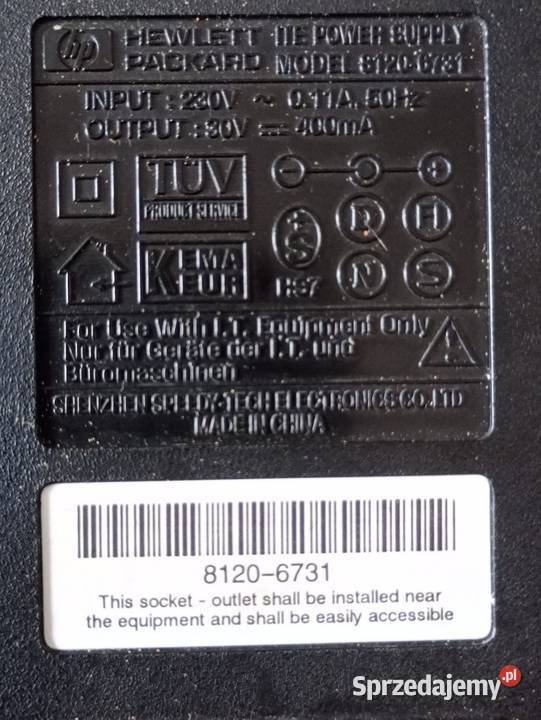 hp HEWLETT PACKARD
ITE POWER SUPPLY
MODEL 8120-6731
INPUT : 230V ~ 0.11A, 50Hz
OUTPUT : 30V ⎓ 400mA
TÜV
PRODUCT SERVICE
- +
S D FI
KEMA
EUR
N S
For Use With I.T. Equipment Only
Nur für Geräte der I.T.- und
Büromaschinen
SHENZHEN SPEEDY-TECH ELECTRONICS CO.,LTD
MADE IN CHINA
8120-6731
This socket - outlet shall be installed near
the equipment and shall be easily accessible
Sprzedajemy.pl